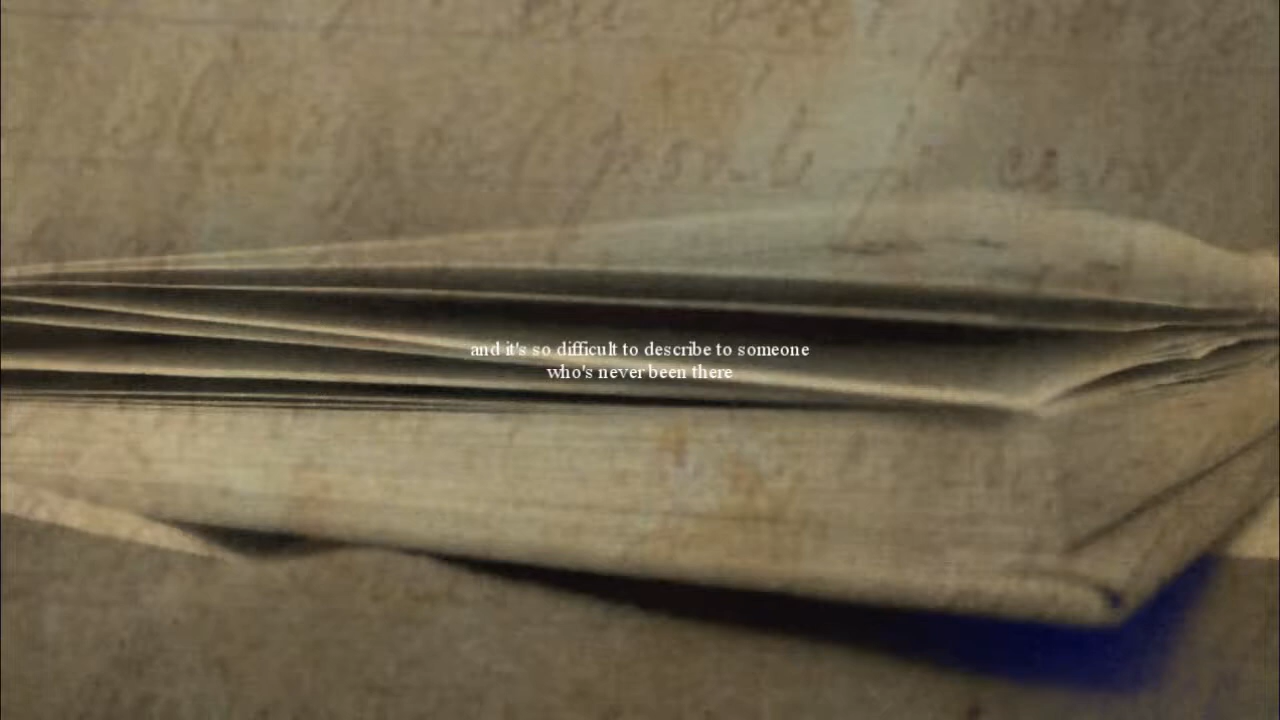 and it's so difficult to describe to someone
who's never been there